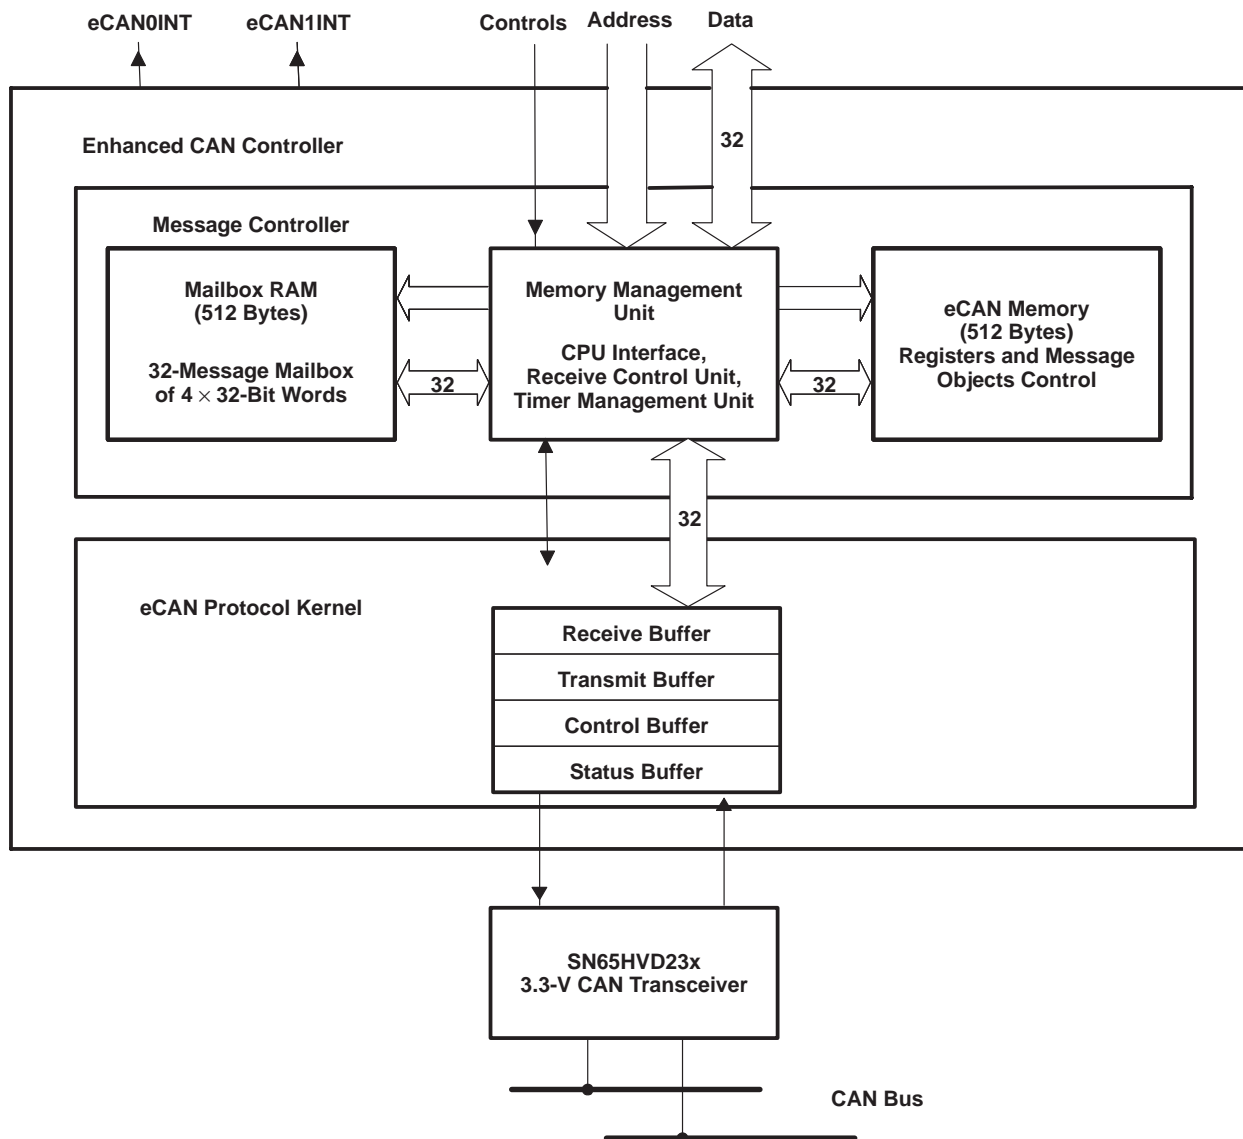 eCAN0INT
eCAN1INT
Controls
Address
Data
32
Enhanced CAN Controller
Message Controller
Mailbox RAM
(512 Bytes)
32-Message Mailbox
of 4 × 32-Bit Words
32
Memory Management
Unit
CPU Interface,
Receive Control Unit,
Timer Management Unit
32
eCAN Memory
(512 Bytes)
Registers and Message
Objects Control
32
eCAN Protocol Kernel
Receive Buffer
Transmit Buffer
Control Buffer
Status Buffer
SN65HVD23x
3.3-V CAN Transceiver
CAN Bus